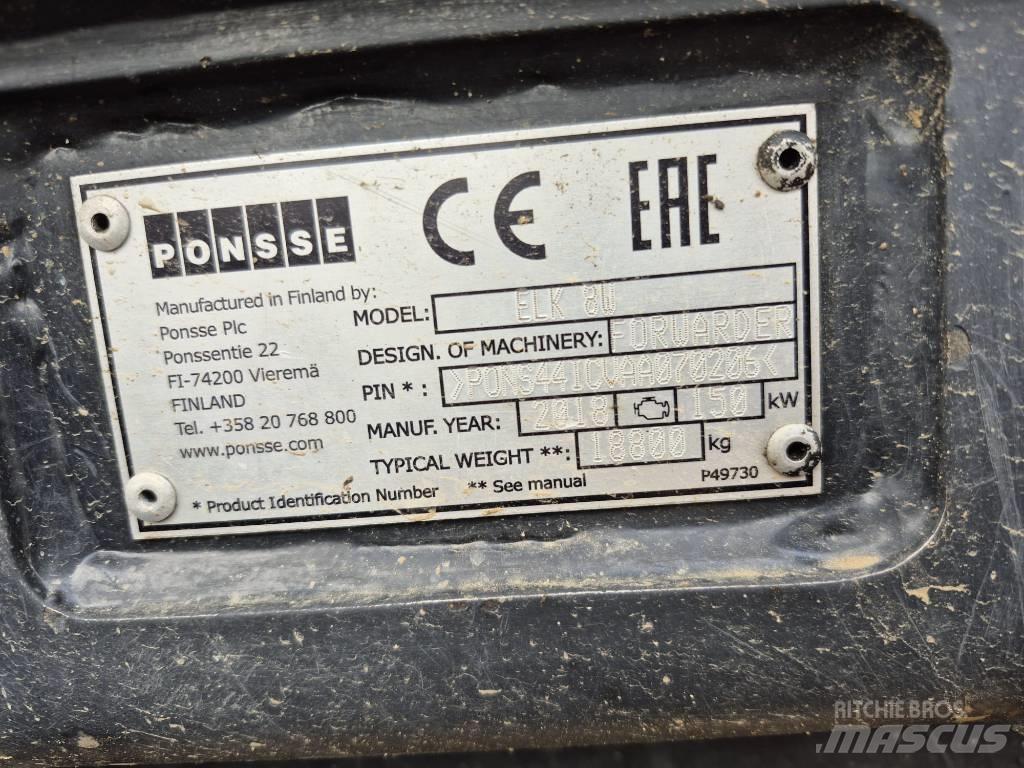 PONSSE
CE EAC
Manufactured in Finland by:
Ponsse Plc
Ponssentie 22
FI-74200 Vieremä
FINLAND
Tel. +358 20 768 800
www.ponsse.com
MODEL: ELK 8W
DESIGN. OF MACHINERY: FORWARDER
PIN * : >PONS44ICVAA070206<
MANUF. YEAR: 2018 150 kW
TYPICAL WEIGHT **: 18800 kg
* Product Identification Number ** See manual
P49730
RITCHIE BROS
MASCUS